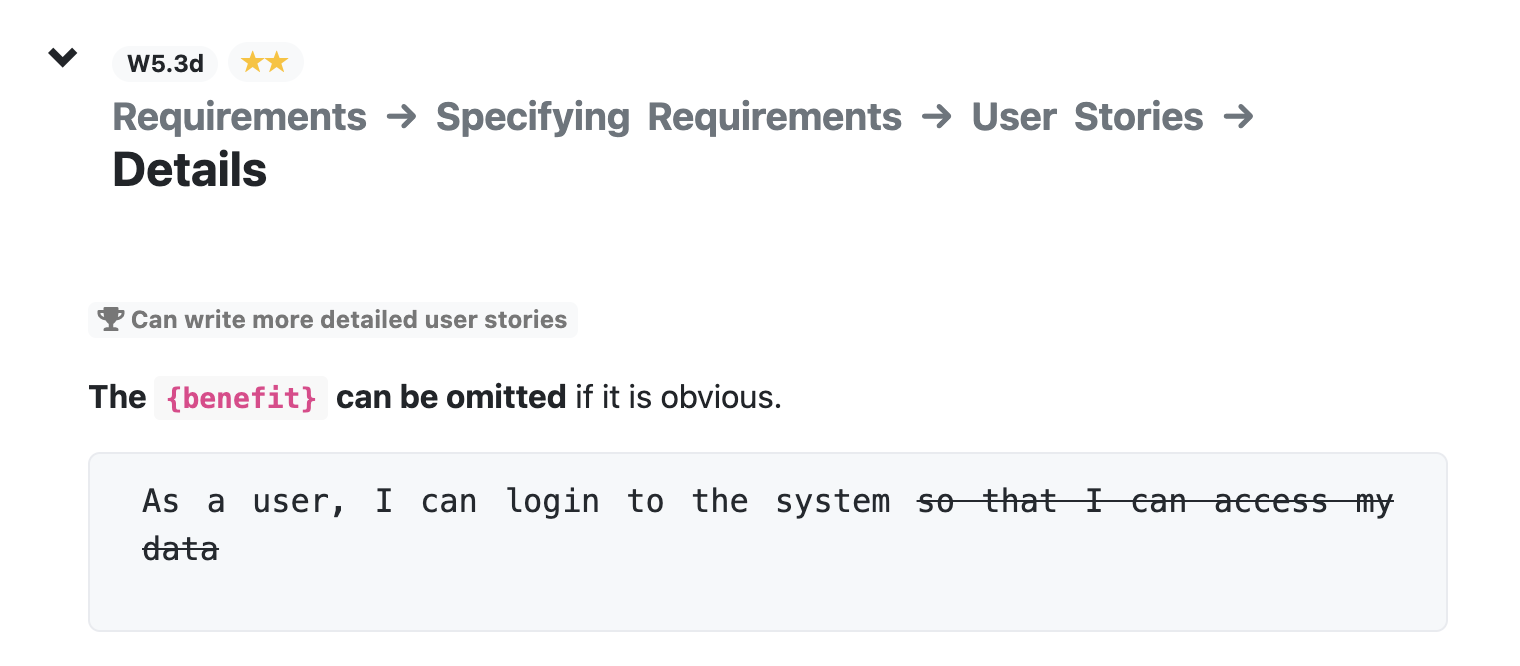 W5.3d ★★
Requirements → Specifying Requirements → User Stories →
Details
Can write more detailed user stories
The {benefit} can be omitted if it is obvious.
As a user, I can login to the system so that I can access my
data